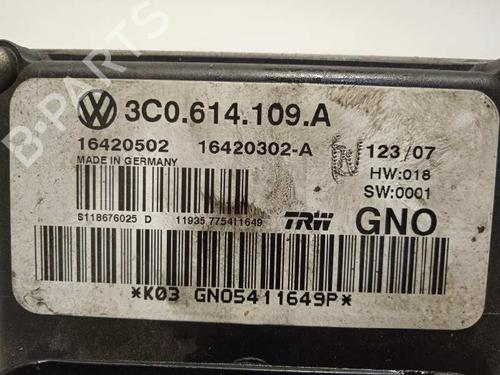 3C0.614.109.A
16420502 16420302-A 123/07
MADE IN GERMANY HW:018
SW:0001
S118676025 D 11935 775411649 TRW GNO
*K03 GNO5411649P*
B-PARTS